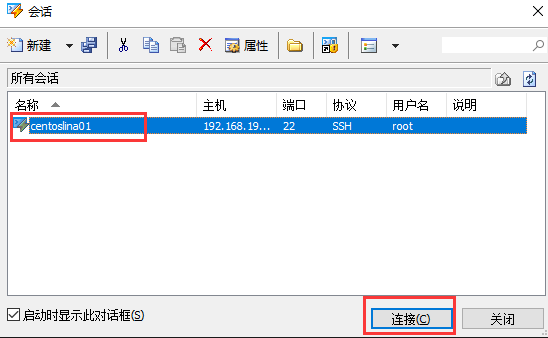 会话
新建 属性
所有会话
名称 主机 端口 协议 用户名 说明
centoslina01 192.168.19... 22 SSH root
启动时显示此对话框(S) 连接(C) 关闭